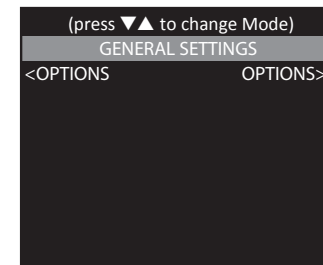 (press ▼▲ to change Mode)
GENERAL SETTINGS
<OPTIONS OPTIONS>